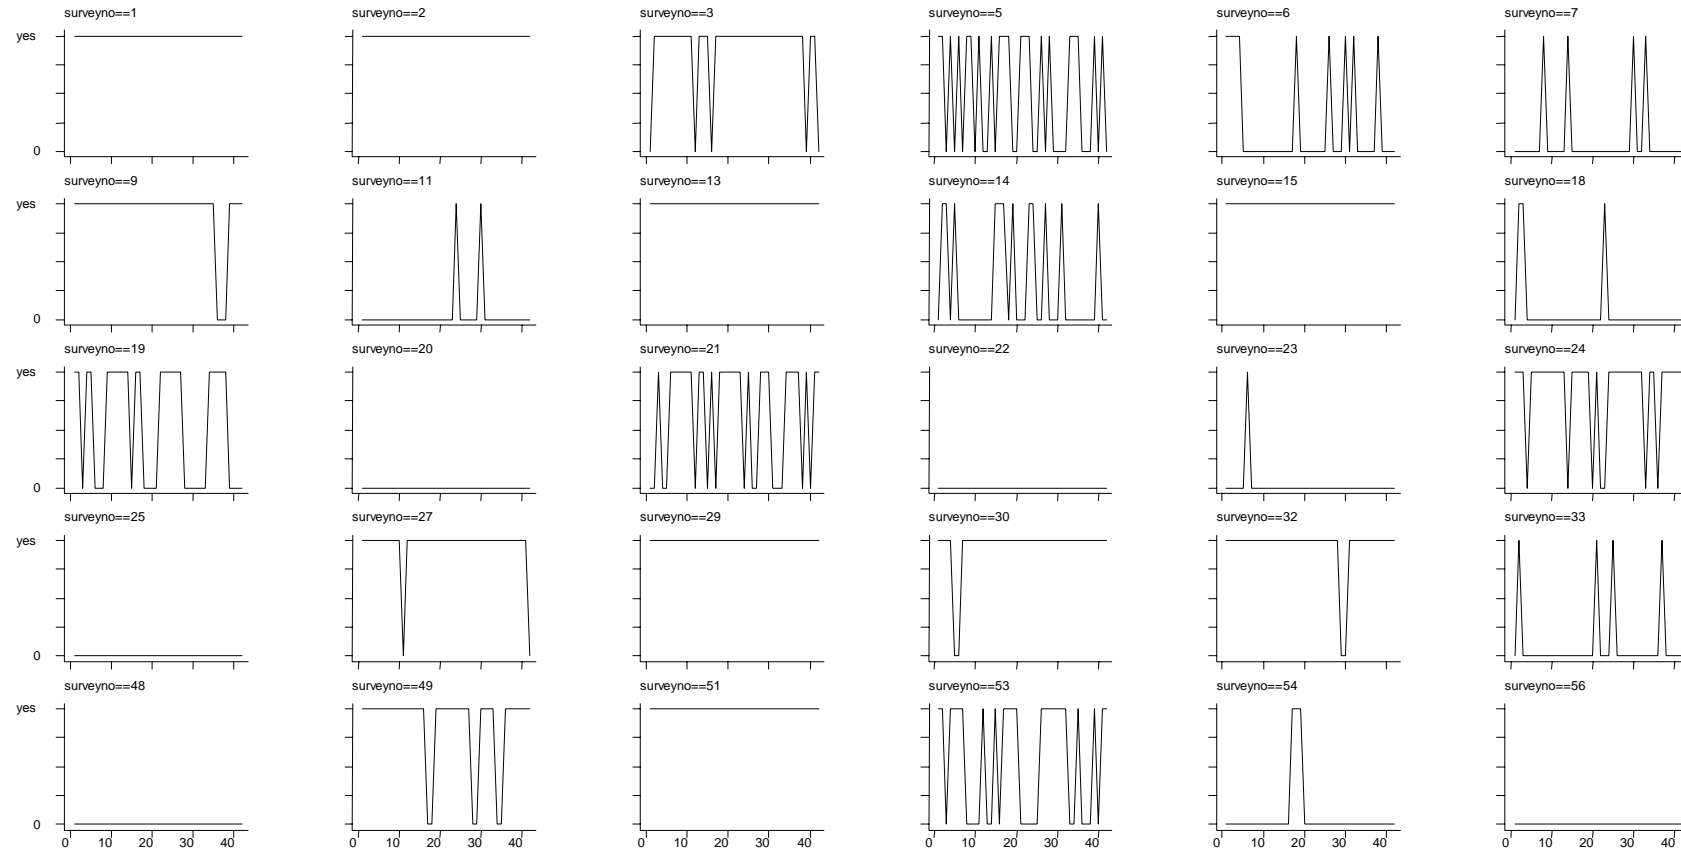 surveyno==1 surveyno==2 surveyno==3 surveyno==5 surveyno==6 surveyno==7
yes
0
surveyno==9 surveyno==11 surveyno==13 surveyno==14 surveyno==15 surveyno==18
yes
0
surveyno==19 surveyno==20 surveyno==21 surveyno==22 surveyno==23 surveyno==24
yes
0
surveyno==25 surveyno==27 surveyno==29 surveyno==30 surveyno==32 surveyno==33
yes
0
surveyno==48 surveyno==49 surveyno==51 surveyno==53 surveyno==54 surveyno==56
yes
0
0 10 20 30 40 0 10 20 30 40 0 10 20 30 40 0 10 20 30 40 0 10 20 30 40 0 10 20 30 40